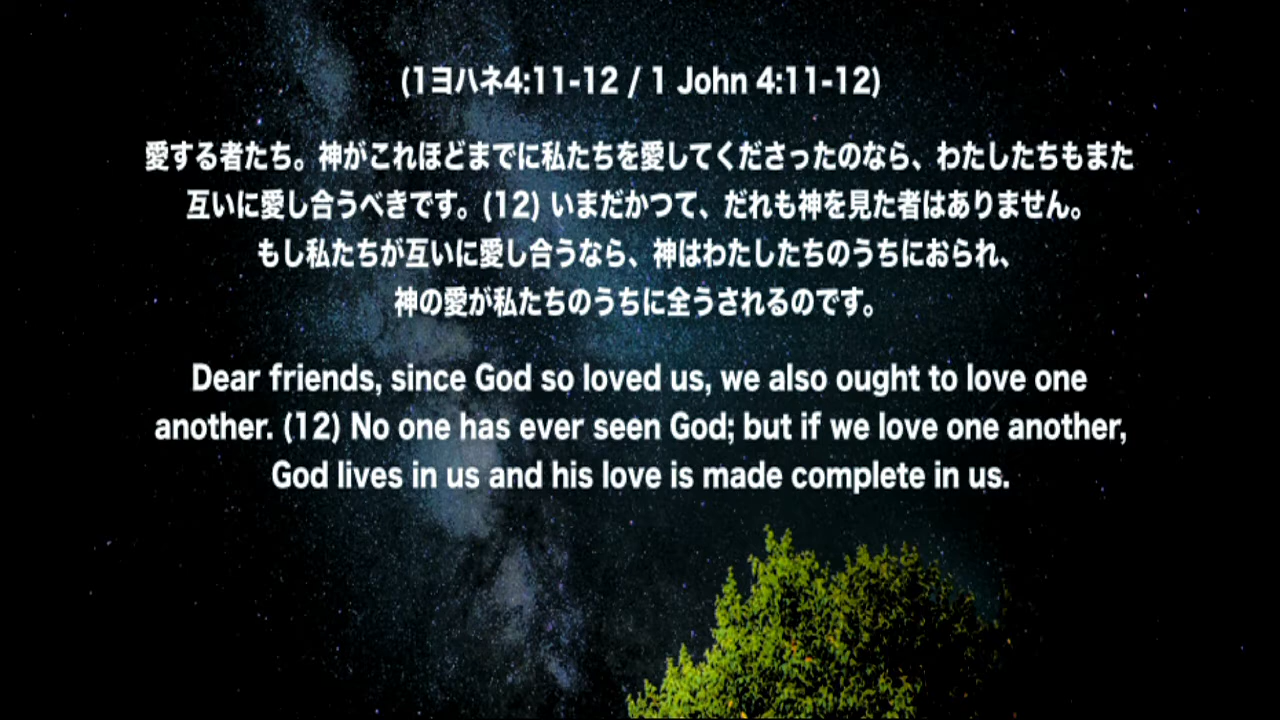 (1ヨハネ4:11-12 / 1 John 4:11-12)
愛する者たち。神がこれほどまでに私たちを愛してくださったのなら、わたしたちもまた
互いに愛し合うべきです。(12) いまだかつて、だれも神を見た者はありません。
もし私たちが互いに愛し合うなら、神はわたしたちのうちにおられ、
神の愛が私たちのうちに全うされるのです。
Dear friends, since God so loved us, we also ought to love one
another. (12) No one has ever seen God; but if we love one another,
God lives in us and his love is made complete in us.